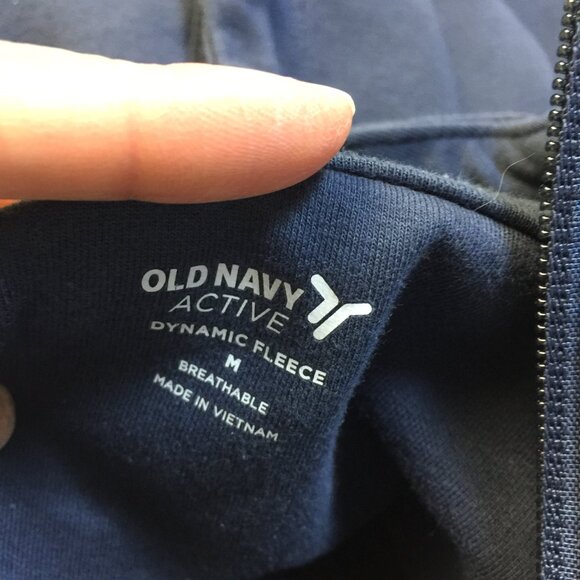 OLD NAVY
ACTIVE
DYNAMIC FLEECE
M
BREATHABLE
MADE IN VIETNAM